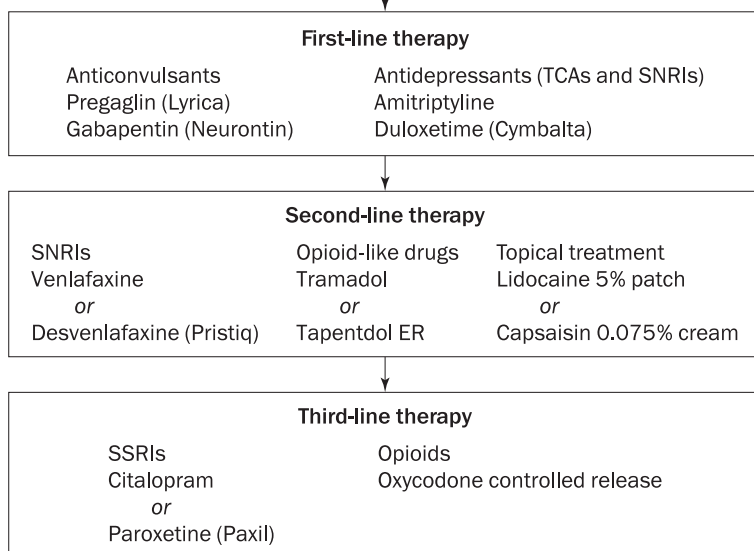 First-line therapy
Anticonvulsants
Pregaglin (Lyrica)
Gabapentin (Neurontin)
Antidepressants (TCAs and SNRIs)
Amitriptyline
Duloxetime (Cymbalta)
Second-line therapy
SNRIs
Venlafaxine
or
Desvenlafaxine (Pristiq)
Opioid-like drugs
Tramadol
or
Tapentdol ER
Topical treatment
Lidocaine 5% patch
or
Capsaisin 0.075% cream
Third-line therapy
SSRIs
Citalopram
or
Paroxetine (Paxil)
Opioids
Oxycodone controlled release